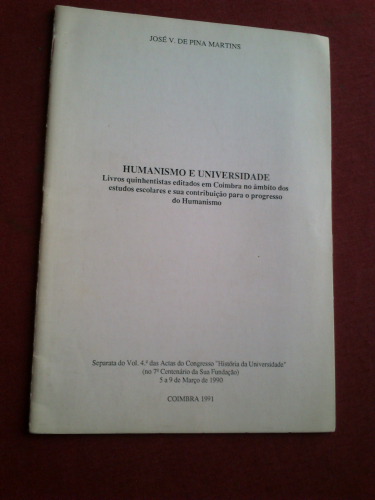 JOSÉ V. DE PINA MARTINS
HUMANISMO E UNIVERSIDADE
Livros quinhentistas editados em Coimbra no âmbito dos
estudos escolares e sua contribuição para o progresso
do Humanismo
Separata do Vol. 4.º das Actas do Congresso "História da Universidade"
(no 7º Centenário da Sua Fundação)
5 a 9 de Março de 1990
COIMBRA 1991